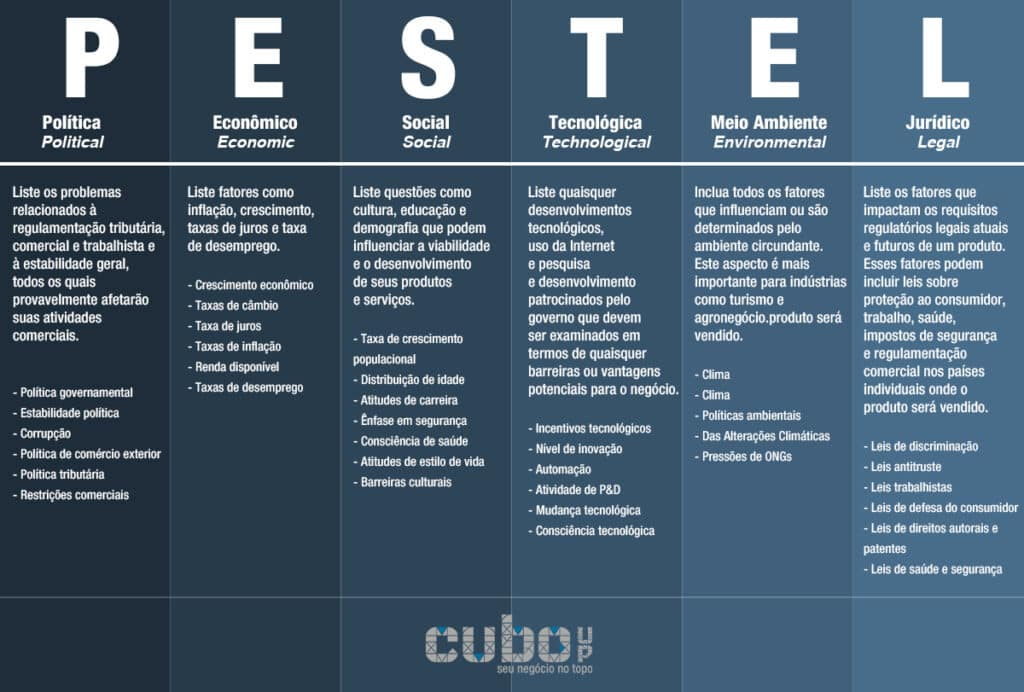 P
Política
Political
Liste os problemas
relacionados à
regulamentação tributária,
comercial e trabalhista e
à estabilidade geral,
todos os quais
provavelmente afetarão
suas atividades
comerciais.
- Política governamental
- Estabilidade política
- Corrupção
- Política de comércio exterior
- Política tributária
- Restrições comerciais
E
Econômico
Economic
Liste fatores como
inflação, crescimento,
taxas de juros e taxa
de desemprego.
- Crescimento econômico
- Taxas de câmbio
- Taxa de juros
- Taxas de inflação
- Renda disponível
- Taxas de desemprego
S
Social
Social
Liste questões como
cultura, educação e
demografia que podem
influenciar a viabilidade
e o desenvolvimento
de seus produtos
e serviços.
- Taxa de crescimento
populacional
- Distribuição de idade
- Atitudes de carreira
- Ênfase em segurança
- Consciência de saúde
- Atitudes de estilo de vida
- Barreiras culturais
T
Tecnológica
Technological
Liste quaisquer
desenvolvimentos
tecnológicos,
uso da Internet
e pesquisa
e desenvolvimento
patrocinados pelo
governo que devem
ser examinados em
termos de quaisquer
barreiras ou vantagens
potenciais para o negócio.
- Incentivos tecnológicos
- Nível de inovação
- Automação
- Atividade de P&D
- Mudança tecnológica
- Consciência tecnológica
E
Meio Ambiente
Environmental
Inclua todos os fatores
que influenciam ou são
determinados pelo
ambiente circundante.
Este aspecto é mais
importante para indústrias
como turismo e
agronegócio.produto será
vendido.
- Clima
- Clima
- Políticas ambientais
- Das Alterações Climáticas
- Pressões de ONGs
L
Jurídico
Legal
Liste os fatores que
impactam os requisitos
regulatórios legais atuais
e futuros de um produto.
Esses fatores podem
incluir leis sobre
proteção ao consumidor,
trabalho, saúde,
impostos de segurança
e regulamentação
comercial nos países
individuais onde o
produto será vendido.
- Leis de discriminação
- Leis antitruste
- Leis trabalhistas
- Leis de defesa do consumidor
- Leis de direitos autorais e
patentes
- Leis de saúde e segurança
cubo up
seu negócio no topo